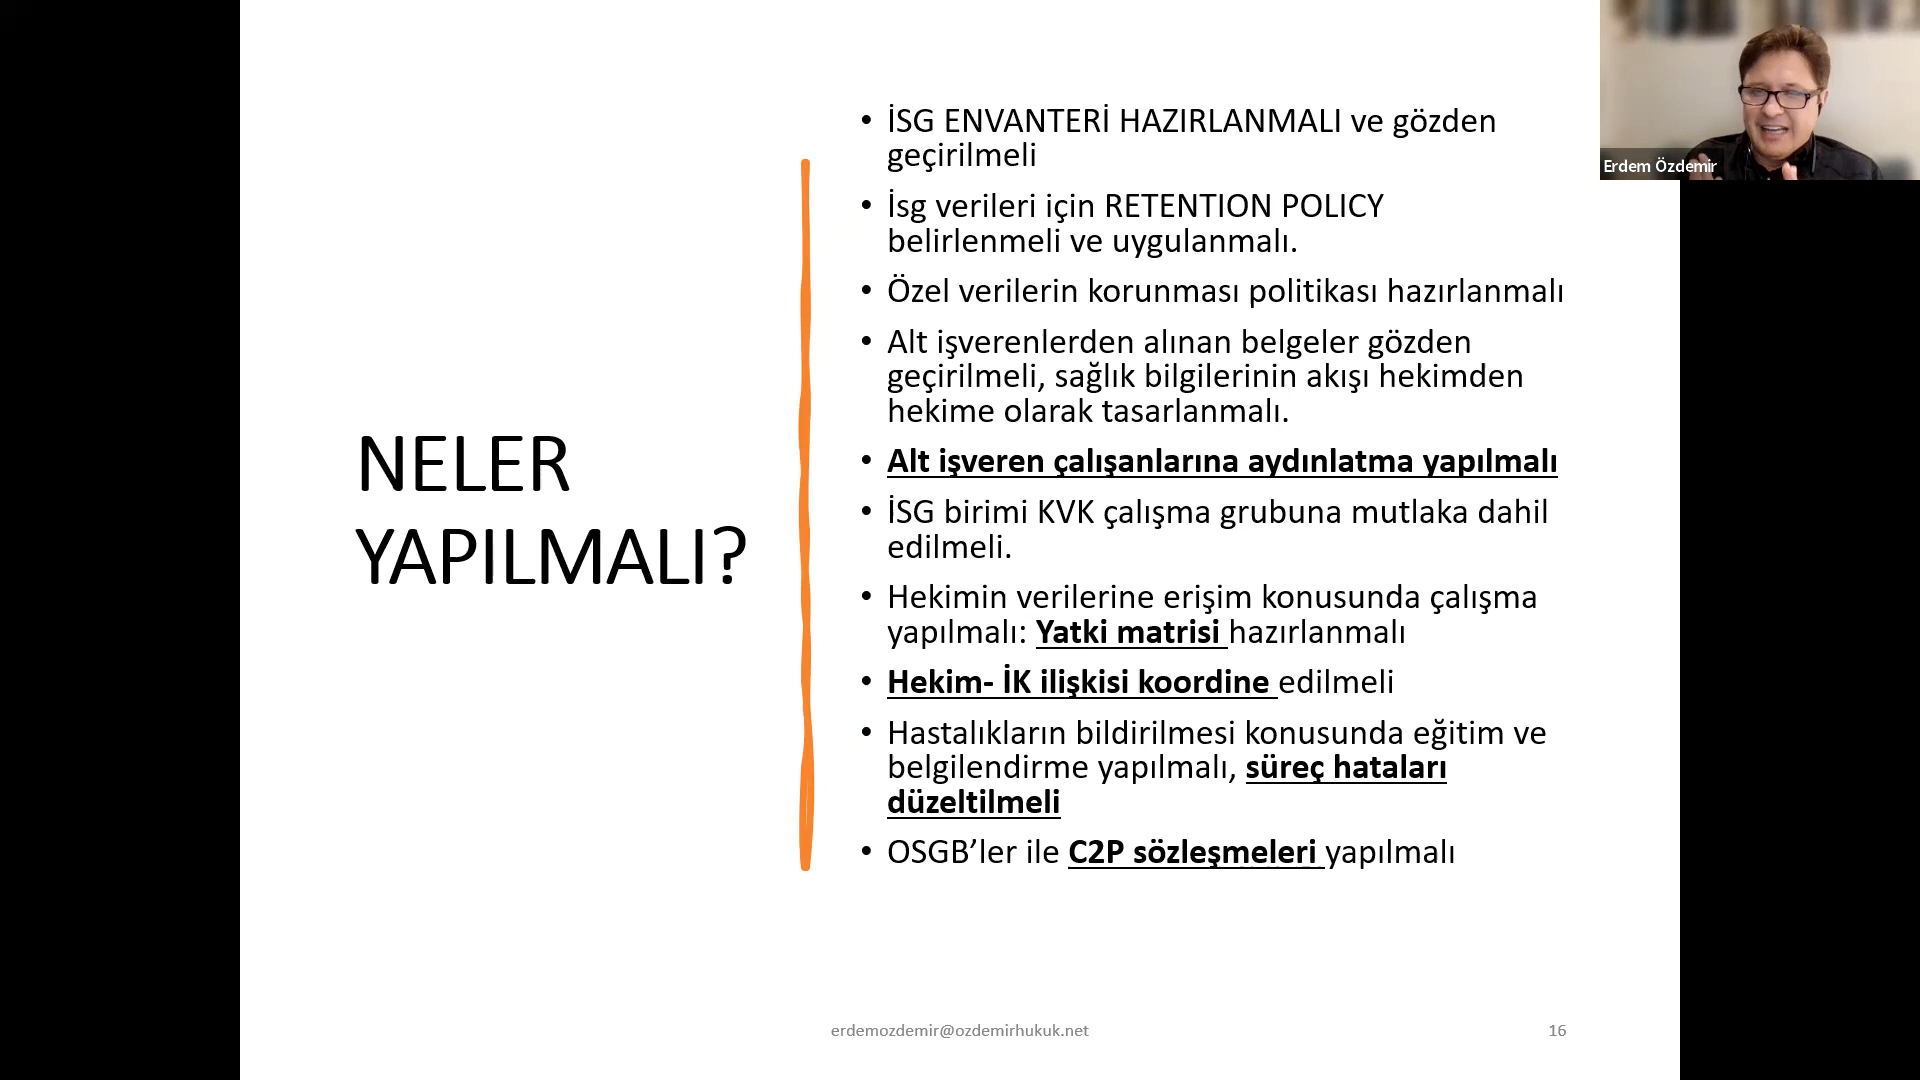 NELER
YAPILMALI?
• İSG ENVANTERİ HAZIRLANMALI ve gözden
geçirilmeli
• İsg verileri için RETENTION POLICY
belirlenmeli ve uygulanmalı.
• Özel verilerin korunması politikası hazırlanmalı
• Alt işverenlerden alınan belgeler gözden
geçirilmeli, sağlık bilgilerinin akışı hekimden
hekime olarak tasarlanmalı.
• Alt işveren çalışanlarına aydınlatma yapılmalı
• İSG birimi KVK çalışma grubuna mutlaka dahil
edilmeli.
• Hekimin verilerine erişim konusunda çalışma
yapılmalı: Yatki matrisi hazırlanmalı
• Hekim- İK ilişkisi koordine edilmeli
• Hastalıkların bildirilmesi konusunda eğitim ve
belgilendirme yapılmalı, süreç hataları
düzeltilmeli
• OSGB’ler ile C2P sözleşmeleri yapılmalı
erdemozdemir@ozdemirhukuk.net
16
Erdem Özdemir